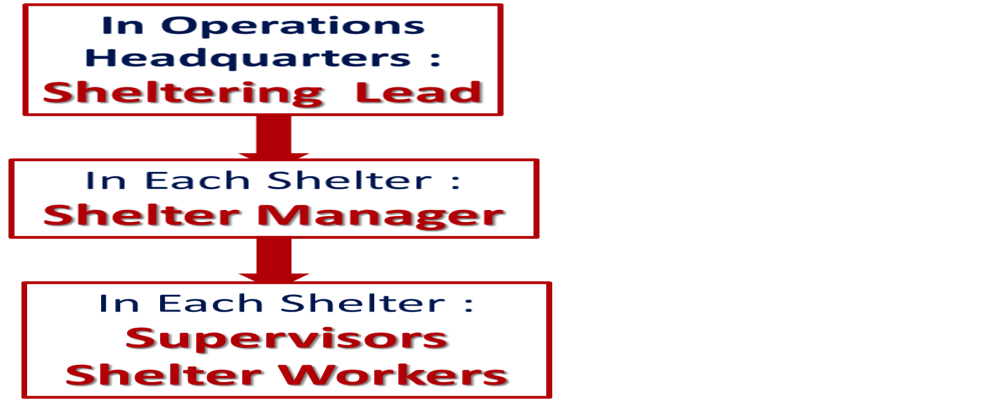 In Operations
Headquarters :
Sheltering Lead
In Each Shelter :
Shelter Manager
In Each Shelter :
Supervisors
Shelter Workers